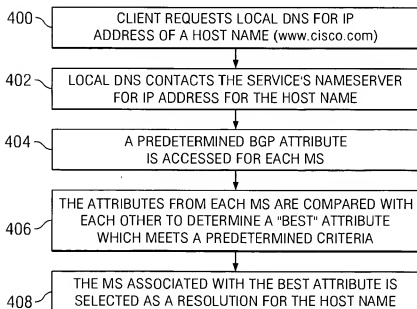 400
CLIENT REQUESTS LOCAL DNS FOR IP
ADDRESS OF A HOST NAME (www.cisco.com)
402
LOCAL DNS CONTACTS THE SERVICE'S NAMESERVER
FOR IP ADDRESS FOR THE HOST NAME
404
A PREDETERMINED BGP ATTRIBUTE
IS ACCESSED FOR EACH MS
406
THE ATTRIBUTES FROM EACH MS ARE COMPARED WITH
EACH OTHER TO DETERMINE A "BEST" ATTRIBUTE
WHICH MEETS A PREDETERMINED CRITERIA
408
THE MS ASSOCIATED WITH THE BEST ATTRIBUTE IS
SELECTED AS A RESOLUTION FOR THE HOST NAME